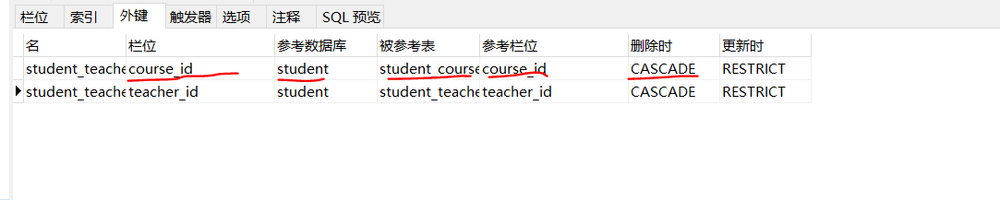 栏位 索引 外键 触发器 选项 注释 SQL 预览
名 栏位 参考数据库 被参考表 参考栏位 删除时 更新时
student_teache course_id student student_course course_id CASCADE RESTRICT
student_teache teacher_id student student_teache teacher_id CASCADE RESTRICT